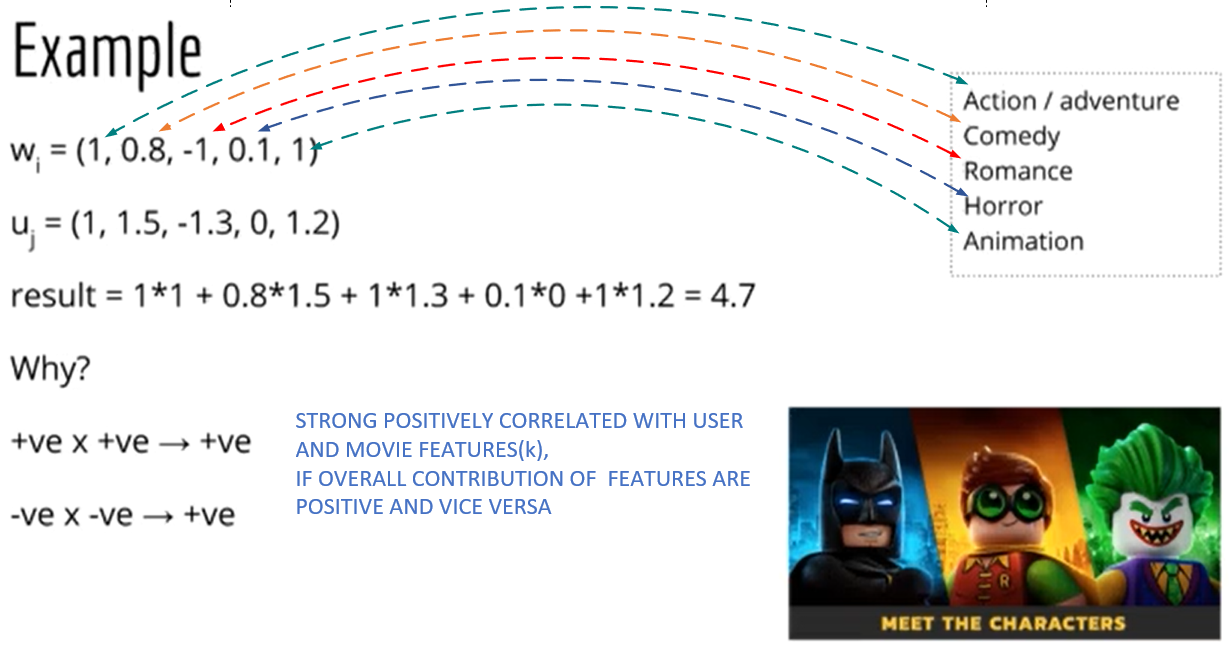 Example
wᵢ = (1, 0.8, -1, 0.1, 1)
uⱼ = (1, 1.5, -1.3, 0, 1.2)
result = 1*1 + 0.8*1.5 + 1*1.3 + 0.1*0 +1*1.2 = 4.7
Why?
+ve x +ve → +ve
-ve x -ve → +ve
STRONG POSITIVELY CORRELATED WITH USER
AND MOVIE FEATURES(k),
IF OVERALL CONTRIBUTION OF FEATURES ARE
POSITIVE AND VICE VERSA
Action / adventure
Comedy
Romance
Horror
Animation
R
MEET THE CHARACTERS